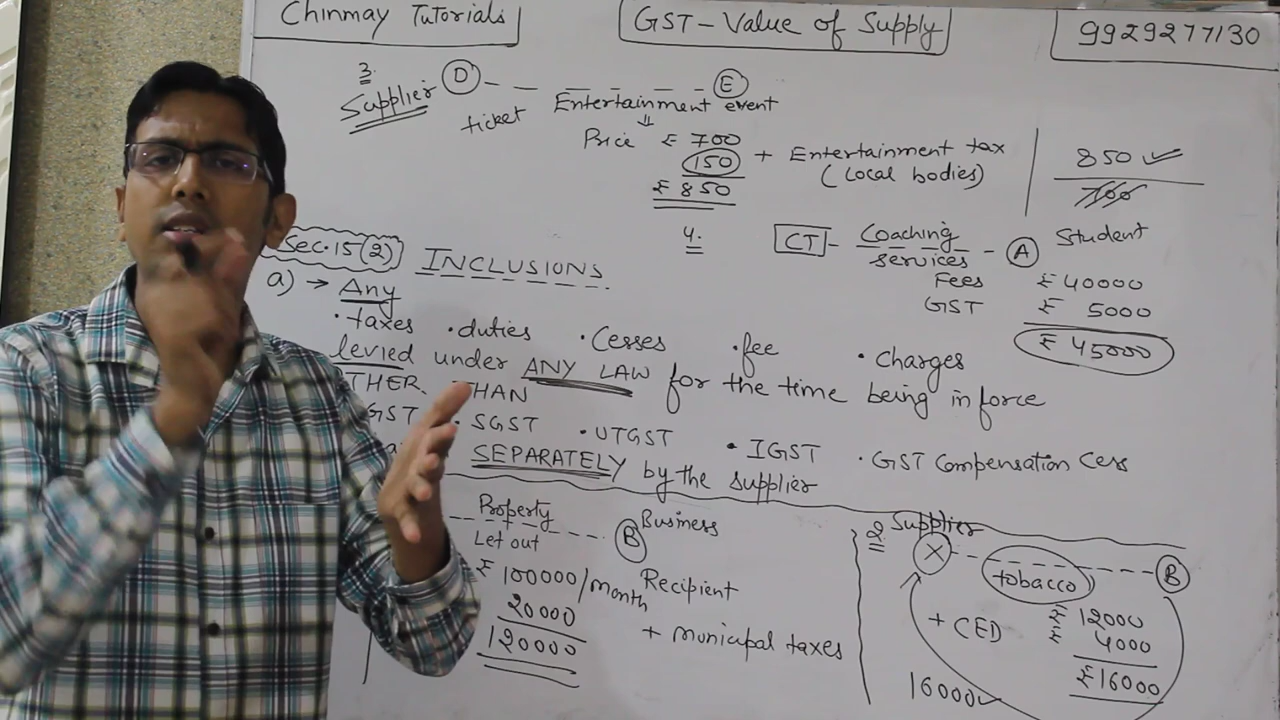 Chinmay Tutorials
GST-Value of Supply
9929277130
3.
Supplier D E
ticket Entertainment event
Price ₹ 700
150 + Entertainment tax
(local bodies)
₹ 850
850 ✓
700
4.
CT - Coaching services - A Student
Fees ₹ 40000
GST ₹ 5000
₹ 45000
Sec.15(2) INCLUSIONS
a) → Any
• taxes • duties • Cesses • fee • Charges
levied under ANY LAW for the time being in force
THER THAN
GST • SGST • UTGST • IGST • GST Compensation Cess
SEPARATELY by the supplier
Property B Business
Let out
₹ 100000/month Recipient
20000 + municipal taxes
120000
2. Supplier
X tobacco B
₹ 12000
+ CED ₹ 4000
₹ 16000
16000 ✓